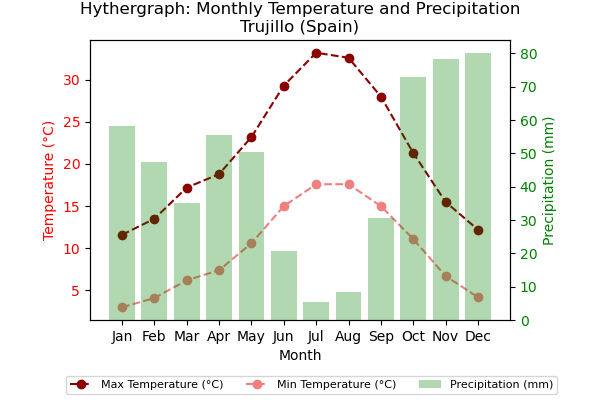 Hythergraph: Monthly Temperature and Precipitation
Trujillo (Spain)
30
25
20
15
10
5
Temperature (°C)
80
70
60
50
40
30
20
10
0
Precipitation (mm)
Jan Feb Mar Apr May Jun Jul Aug Sep Oct Nov Dec
Month
Max Temperature (°C) Min Temperature (°C) Precipitation (mm)